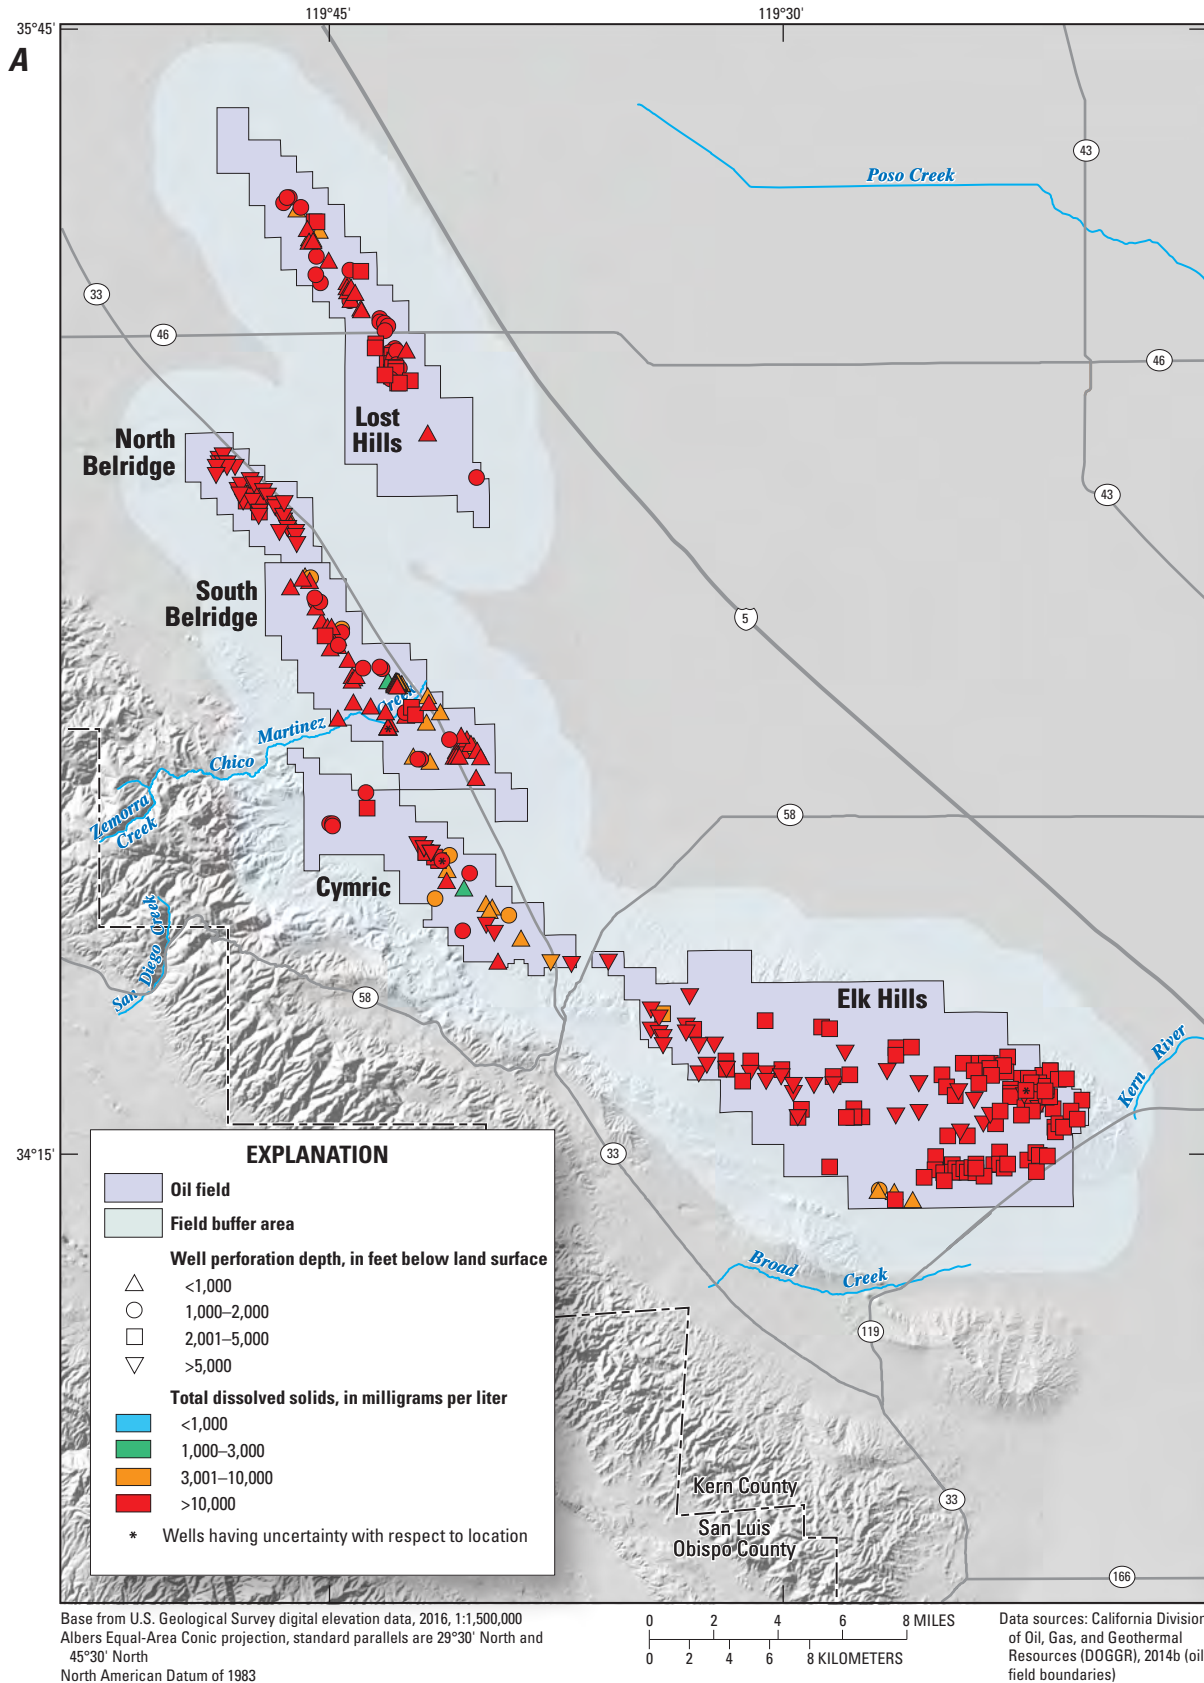 119°45'
119°30'
35°45'
A
43
Poso Creek
33
46
46
Lost
Hills
North
Belridge
43
South
Belridge
5
Chico
Martinez
Creek
Zemorra
Creek
58
Cymric
San Diego Creek
58
Elk Hills
Kern River
34°15'
33
EXPLANATION
Oil field
Field buffer area
Well perforation depth, in feet below land surface
<1,000
1,000–2,000
2,001–5,000
>5,000
Total dissolved solids, in milligrams per liter
<1,000
1,000–3,000
3,001–10,000
>10,000
* Wells having uncertainty with respect to location
Broad Creek
119
Kern County
San Luis
Obispo County
33
166
Base from U.S. Geological Survey digital elevation data, 2016, 1:1,500,000
Albers Equal-Area Conic projection, standard parallels are 29°30' North and
45°30' North
North American Datum of 1983
0 2 4 6 8 MILES
0 2 4 6 8 KILOMETERS
Data sources: California Division
of Oil, Gas, and Geothermal
Resources (DOGGR), 2014b (oil
field boundaries)